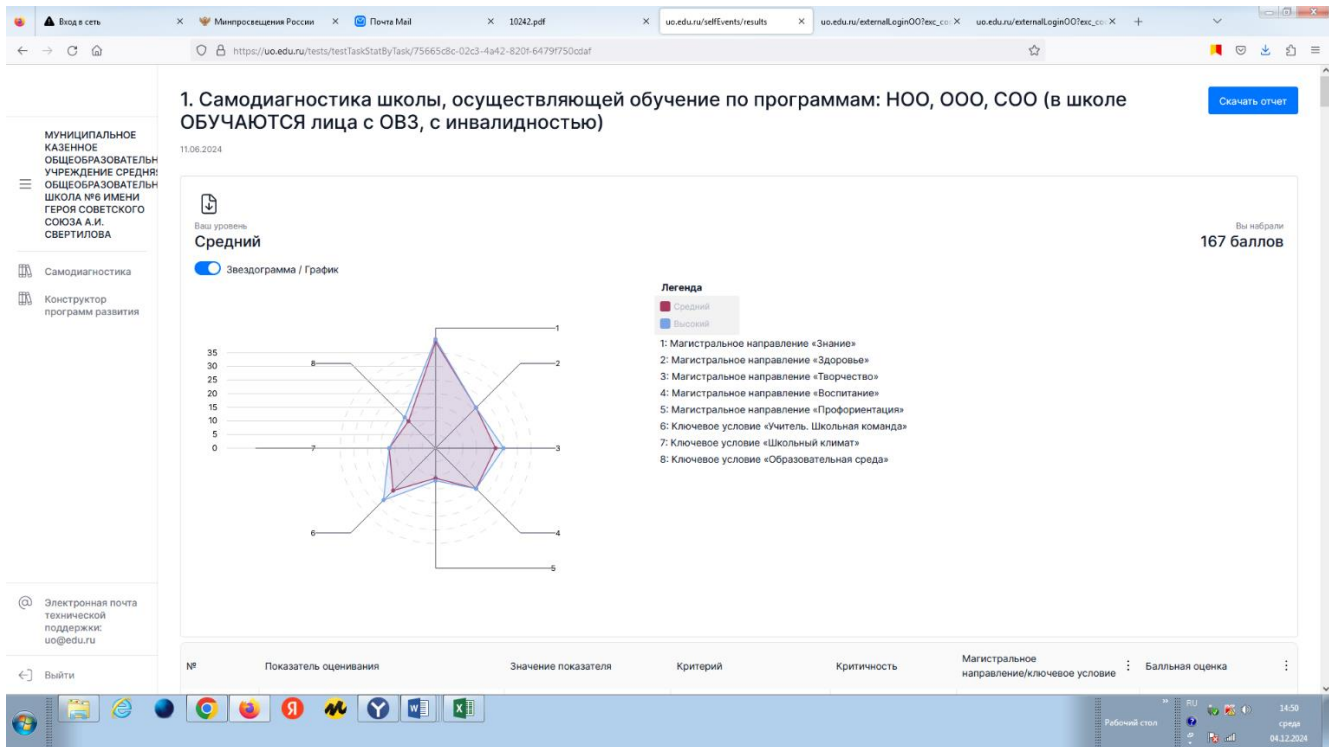 Вход в сеть
Минпросвещения России
Почта Mail
10242.pdf
uo.edu.ru/selfEvents/results
uo.edu.ru/externalLoginOO?exc_co
uo.edu.ru/externalLoginOO?exc_co
https://uo.edu.ru/tests/testTaskStatByTask/75665c8c-02c3-4a42-820f-6479f750cdaf
МУНИЦИПАЛЬНОЕ
КАЗЕННОЕ
ОБЩЕОБРАЗОВАТЕЛЬН
УЧРЕЖДЕНИЕ СРЕДНЯ
ОБЩЕОБРАЗОВАТЕЛЬН
ШКОЛА №6 ИМЕНИ
ГЕРОЯ СОВЕТСКОГО
СОЮЗА А.И.
СВЕРТИЛОВА
Самодиагностика
Конструктор
программ развития
Электронная почта
технической
поддержки:
uo@edu.ru
Выйти
1. Самодиагностика школы, осуществляющей обучение по программам: НОО, ООО, СОО (в школе
ОБУЧАЮТСЯ лица с ОВЗ, с инвалидностью)
11.06.2024
Скачать отчет
Ваш уровень
Средний
Вы набрали
167 баллов
Звездограмма / График
35
30
25
20
15
10
5
0
1
2
3
4
5
6
7
8
Легенда
Средний
Высокий
1: Магистральное направление «Знание»
2: Магистральное направление «Здоровье»
3: Магистральное направление «Творчество»
4: Магистральное направление «Воспитание»
5: Магистральное направление «Профориентация»
6: Ключевое условие «Учитель. Школьная команда»
7: Ключевое условие «Школьный климат»
8: Ключевое условие «Образовательная среда»
№
Показатель оценивания
Значение показателя
Критерий
Критичность
Магистральное
направление/ключевое условие
Балльная оценка
Рабочий стол
RU
14:50
среда
04.12.2024